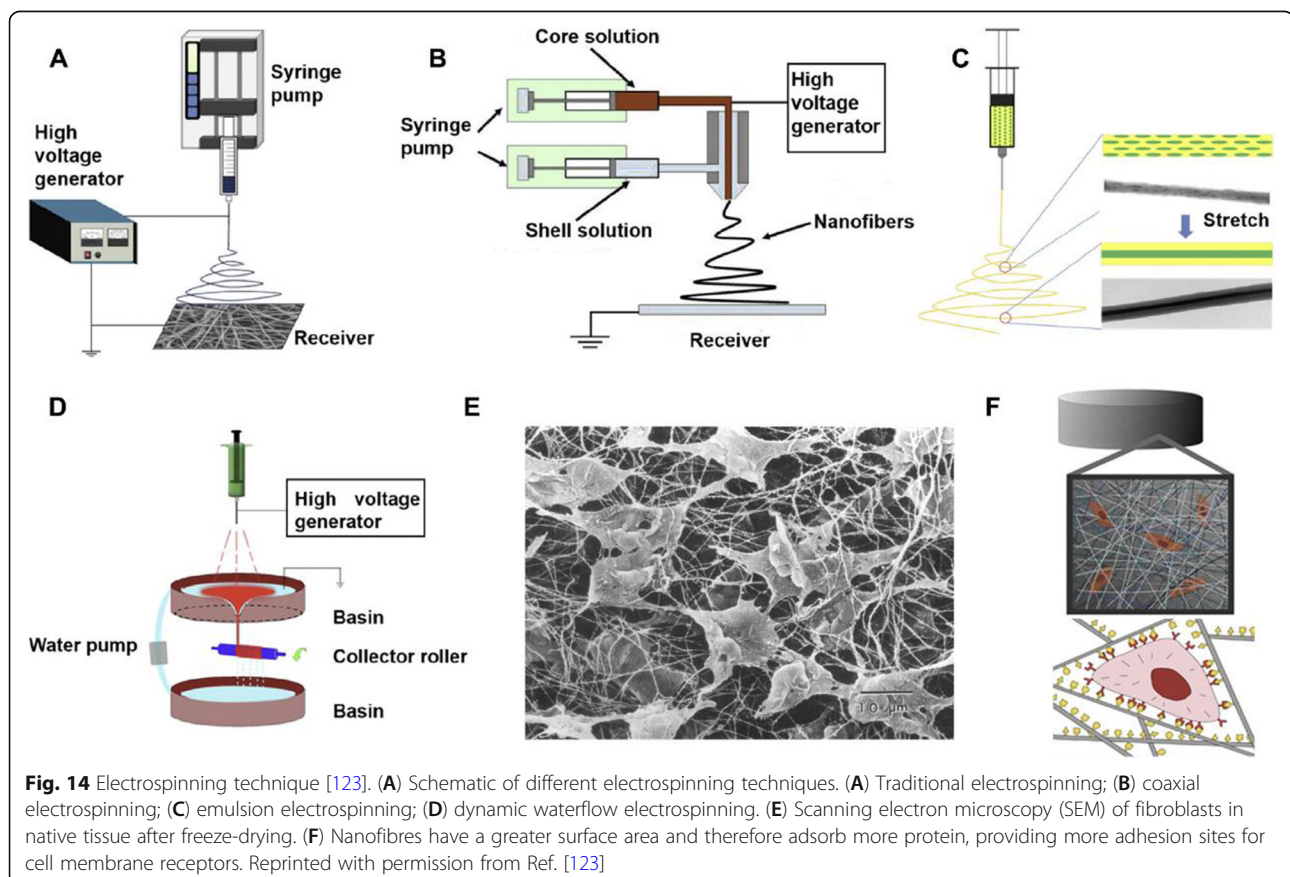 A
Syringe
pump
High
voltage
generator
Receiver
B
Core solution
High
voltage
generator
Syringe
pump
Shell solution
Nanofibers
Receiver
C
Stretch
D
High voltage
generator
Basin
Water pump
Collector roller
Basin
E
10 μm
F
Fig. 14 Electrospinning technique [123]. (A) Schematic of different electrospinning techniques. (A) Traditional electrospinning; (B) coaxial
electrospinning; (C) emulsion electrospinning; (D) dynamic waterflow electrospinning. (E) Scanning electron microscopy (SEM) of fibroblasts in
native tissue after freeze-drying. (F) Nanofibres have a greater surface area and therefore adsorb more protein, providing more adhesion sites for
cell membrane receptors. Reprinted with permission from Ref. [123]